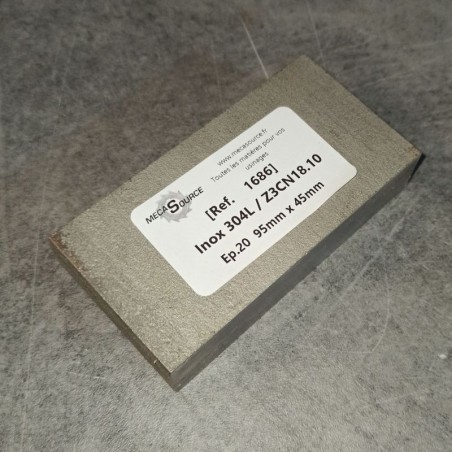 www.mecasource.fr
Toutes les matières pour vos
usinages
MECASOURCE
[Ref. 1686]
Inox 304L / Z3CN18.10
Ep.20 95mm x 45mm